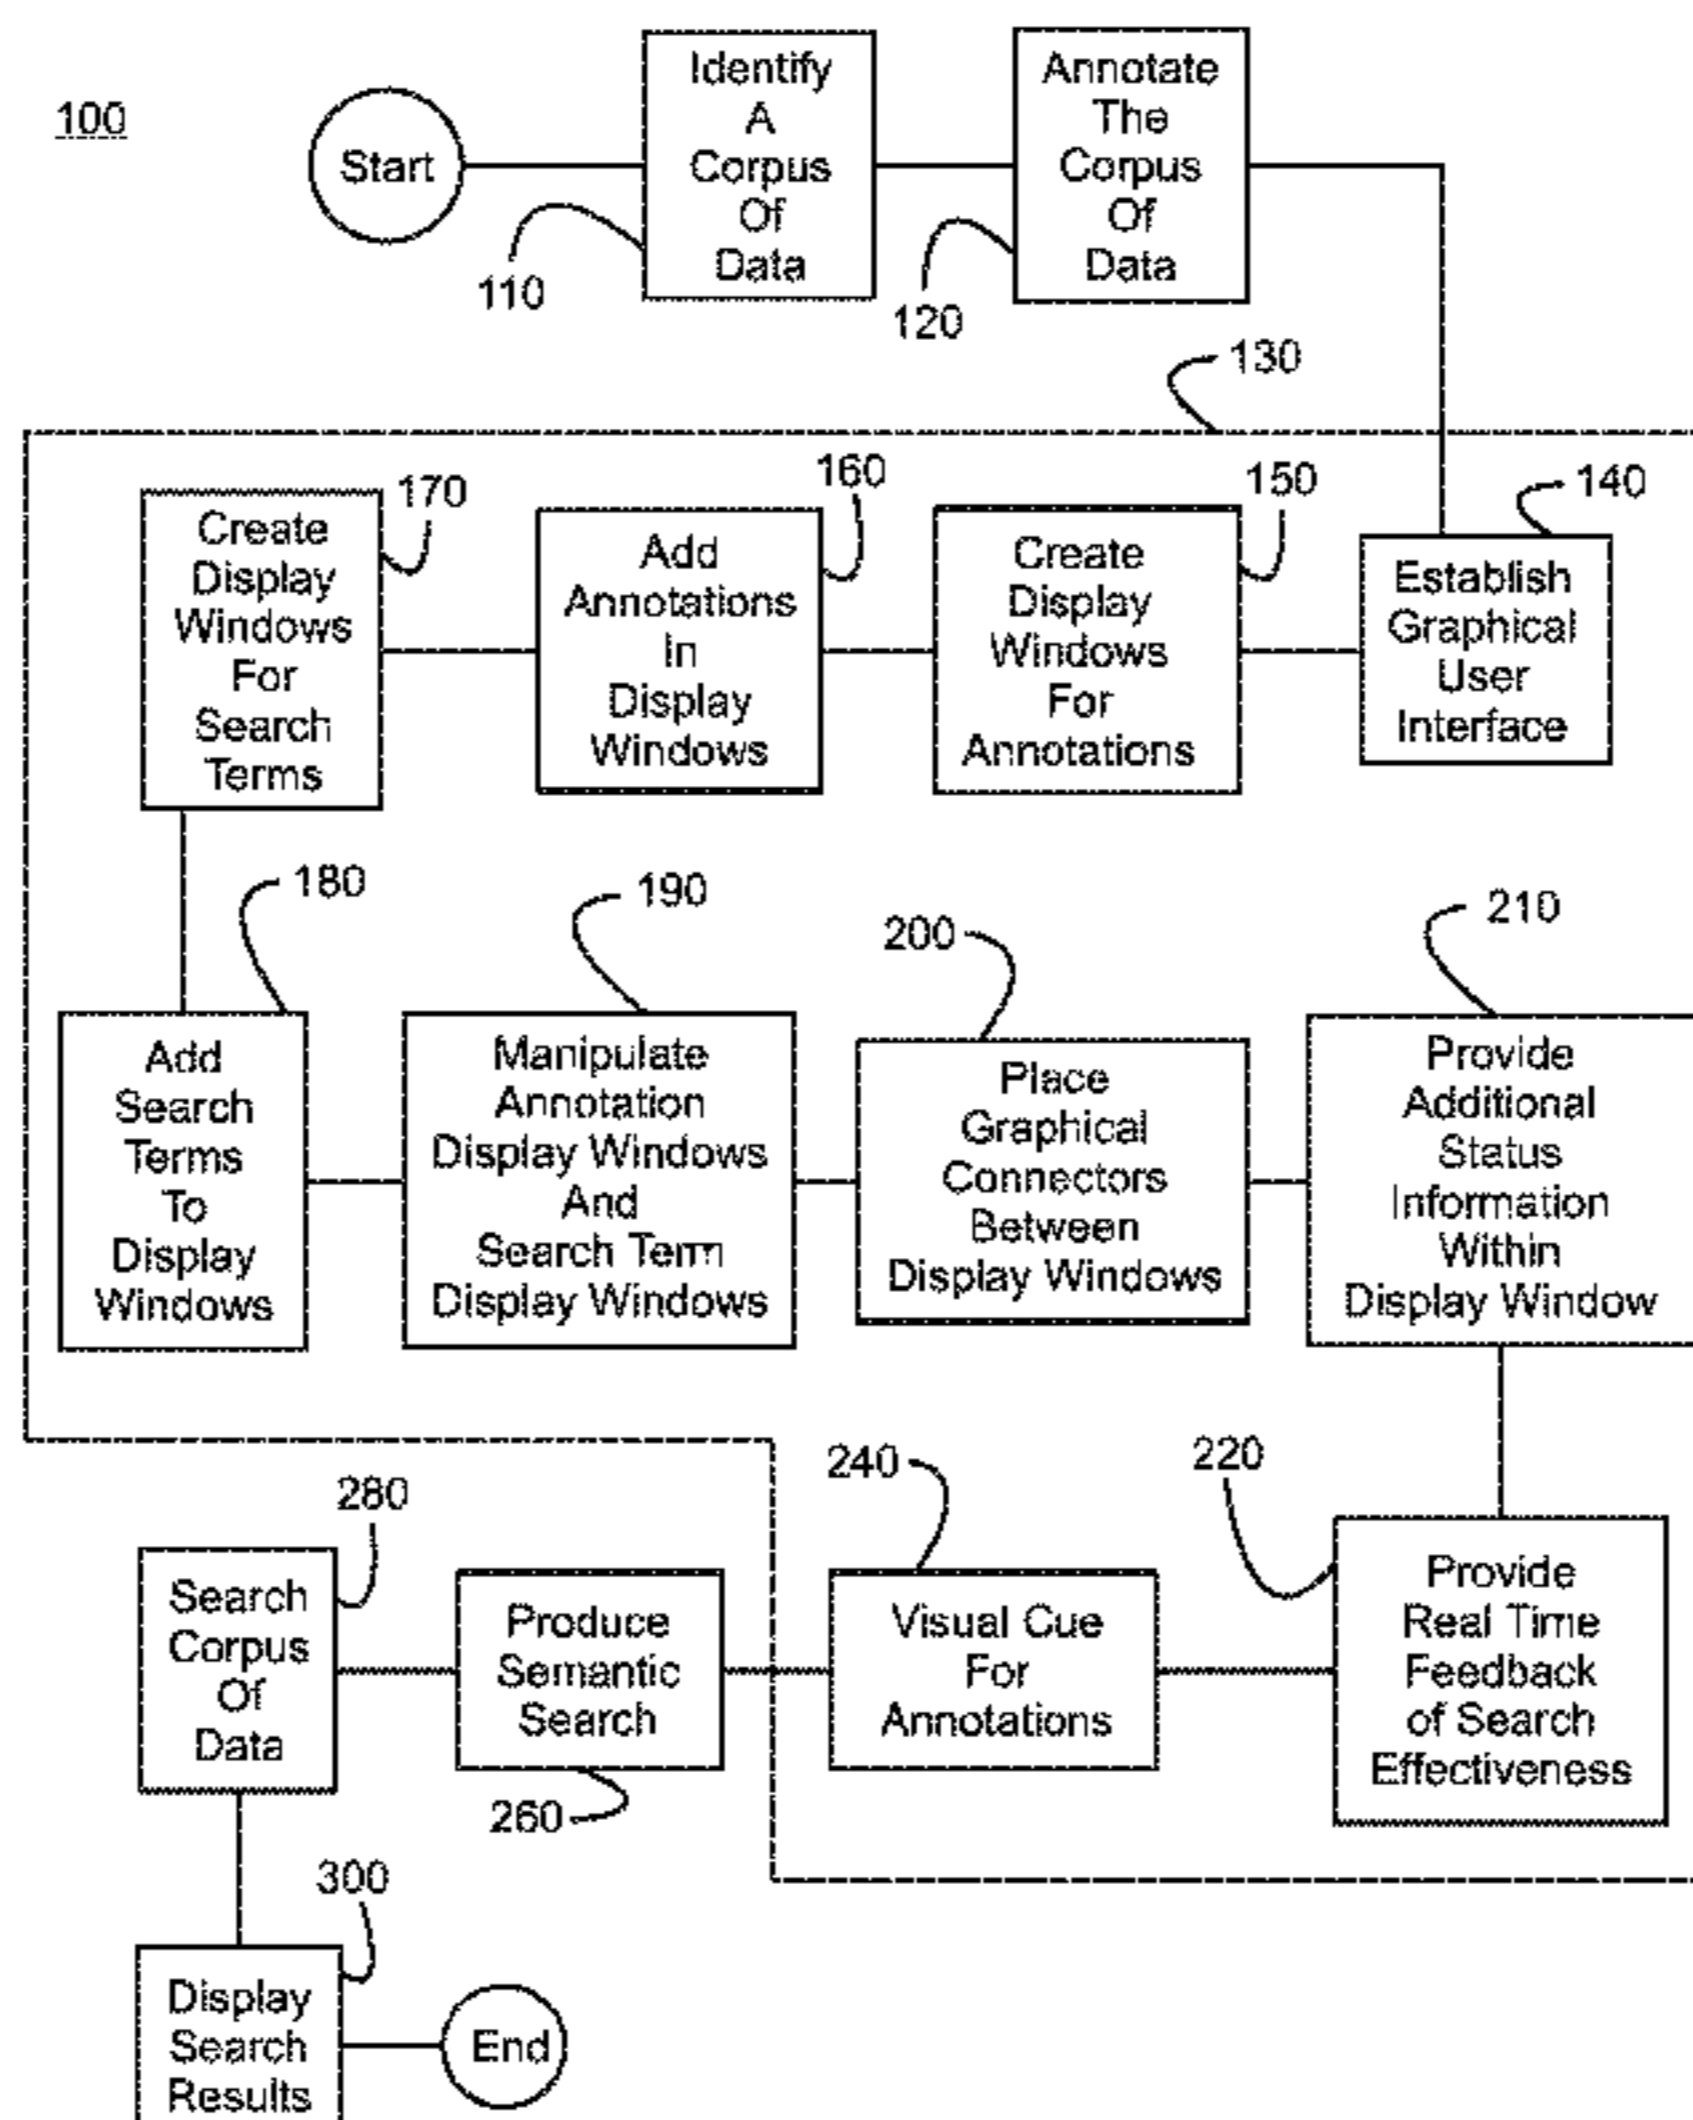 100
Start
Identify
A
Corpus
Of
Data
110
Annotate
The
Corpus
Of
Data
120
130
140
Establish
Graphical
User
Interface
150
Create
Display
Windows
For
Annotations
160
Add
Annotations
In
Display
Windows
170
Create
Display
Windows
For
Search
Terms
180
Add
Search
Terms
To
Display
Windows
190
Manipulate
Annotation
Display Windows
And
Search Term
Display Windows
200
Place
Graphical
Connectors
Between
Display Windows
210
Provide
Additional
Status
Information
Within
Display Window
220
Provide
Real Time
Feedback
of Search
Effectiveness
240
Visual Cue
For
Annotations
Produce
Semantic
Search
260
280
Search
Corpus
Of
Data
300
Display
Search
Results
End